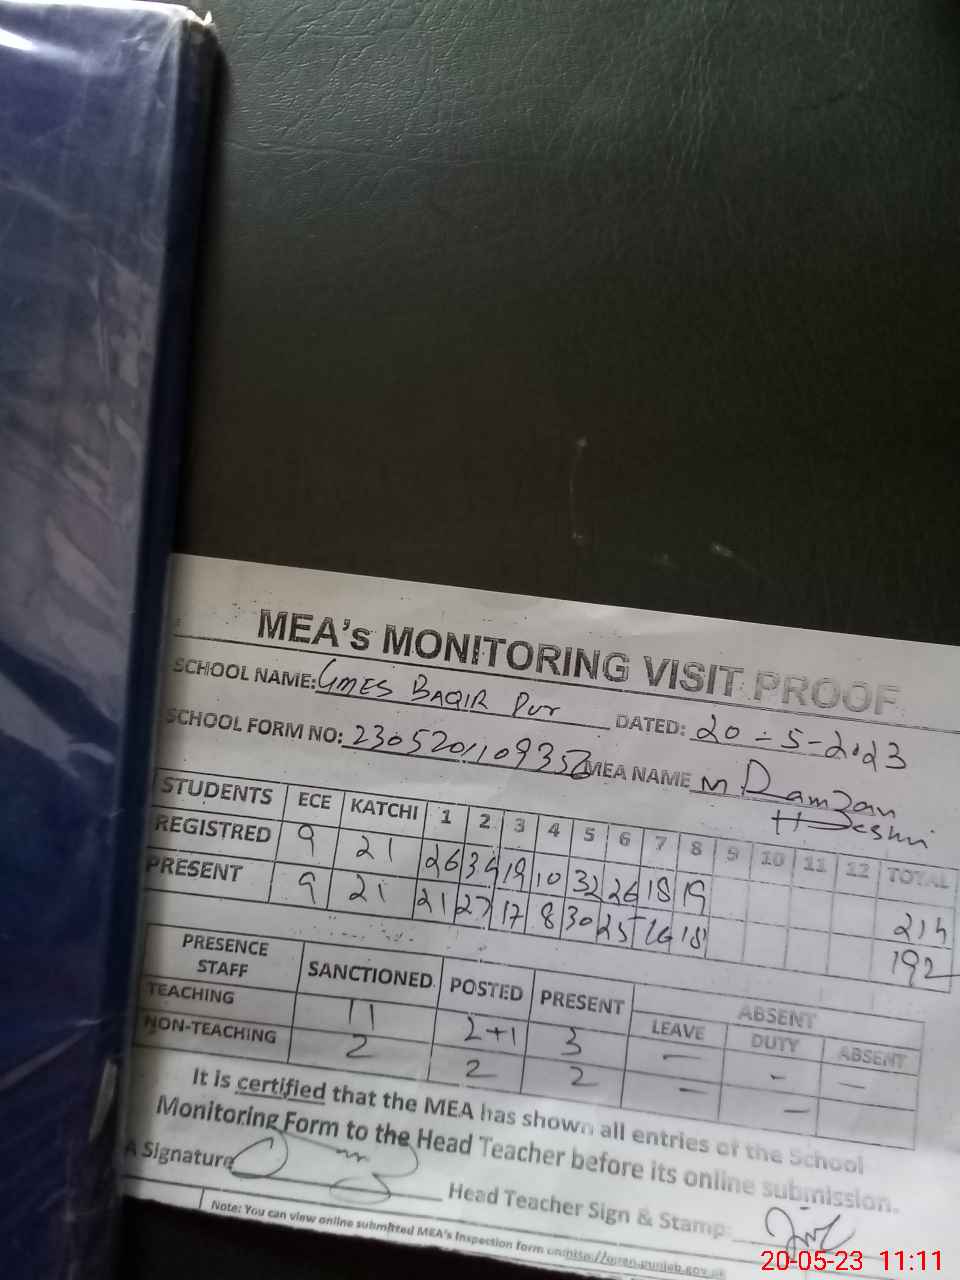 MEA's MONITORING VISIT PROOF
SCHOOL NAME: GMES BAQIR Pur DATED: 20-5-2023
SCHOOL FORM NO: MEA NAME M Ramzan
STUDENTS ECE KATCHI 1 2 3 4 5 6 7 8 9 10 11 12 TOTAL
REGISTRED 9 21 26 34 19 10 32 26 18 19 214
PRESENT 9 21 21 27 17 8 30 25 16 18 192
PRESENCE STAFF SANCTIONED POSTED PRESENT ABSENT
LEAVE DUTY ABSENT
TEACHING 11 2+1 3 — - —
NON-TEACHING 2 2 2 — —
It is certified that the MEA has shown all entries of the School
Monitoring Form to the Head Teacher before its online submission.
A Signature Head Teacher Sign & Stamp:
Note: You can view online submitted MEA's Inspection form on
20-05-23 11:11